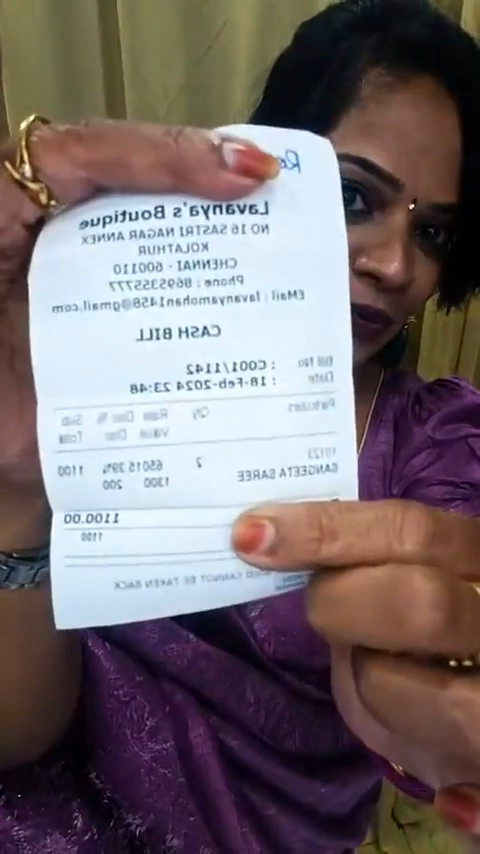 Lavanya's Boutique
NO 16 SASTRI NAGAR ANNEX
KOLATHUR
CHENNAI - 600110
Phone : 8695355777
EMail : lavanyamohan1458@gmail.com
CASH BILL
Bill No : C001/1142
Date : 18-Feb-2024 23:48
Particulars Qty Rate Disc % Sub
Value Disc Total
10123 2 650 15.39% 1100
SANGEETA SAREE 1300 200
1100.00
1100
CANNOT BE TAKEN BACK